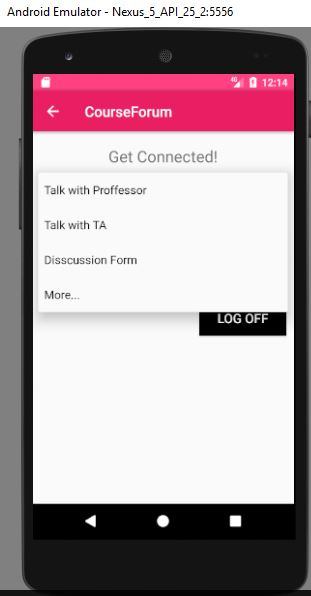 Android Emulator - Nexus_5_API_25_2:5556
4G 12:14
CourseForum
Get Connected!
Talk with Proffessor
Talk with TA
Disscussion Form
More...
LOG OFF